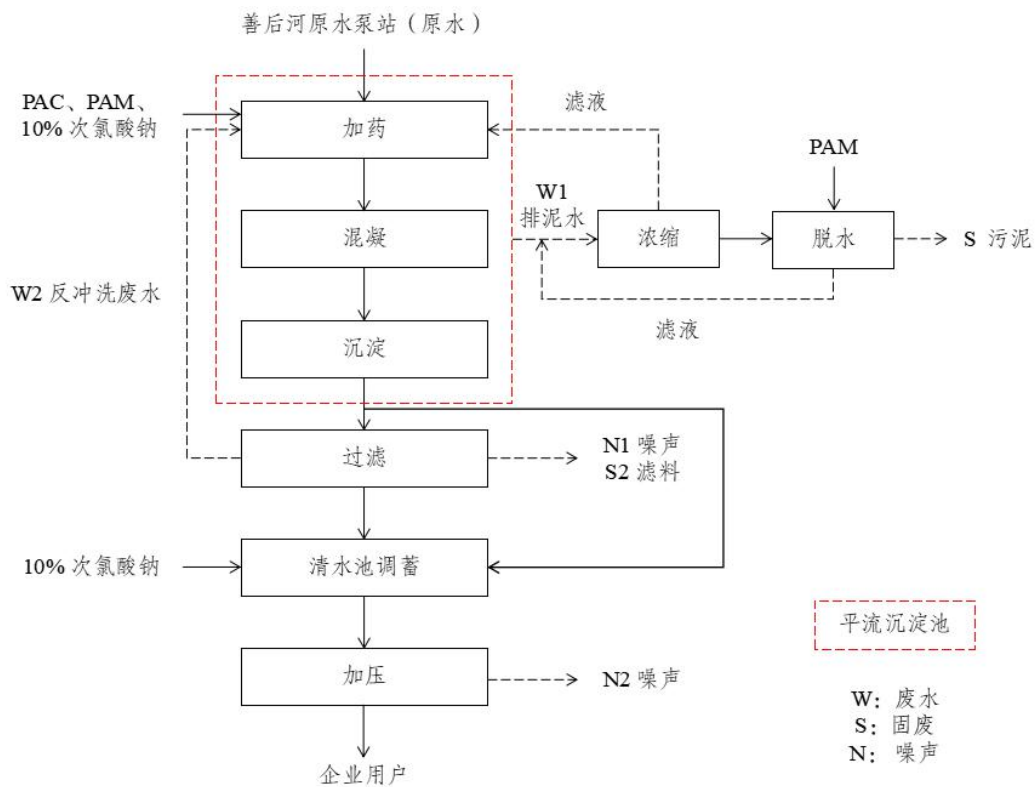 善后河原水泵站（原水）
PAC、PAM、
10% 次氯酸钠
加药
滤液
PAM
混凝
W1
排泥水
浓缩
脱水
S 污泥
W2 反冲洗废水
滤液
沉淀
过滤
N1 噪声
S2 滤料
10% 次氯酸钠
清水池调蓄
平流沉淀池
加压
N2 噪声
W：废水
S：固废
N：噪声
企业用户